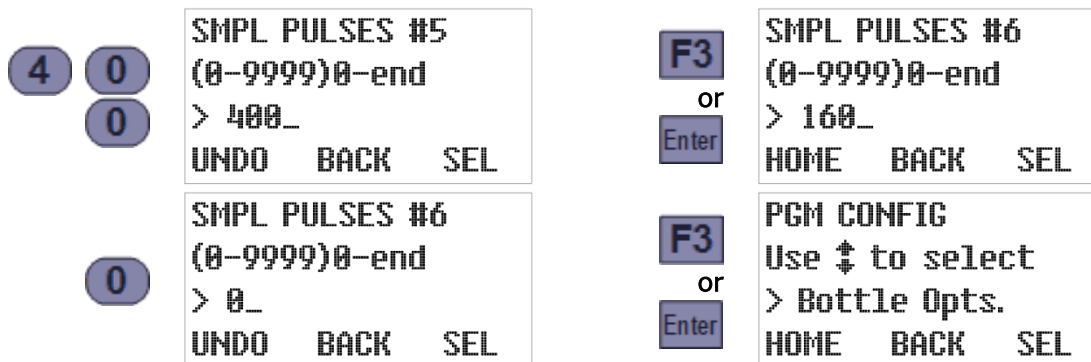 4 0
0
SMPL PULSES #5
(0-9999)0-end
> 400_
UNDO BACK SEL
F3
or
Enter
SMPL PULSES #6
(0-9999)0-end
> 160_
HOME BACK SEL
0
SMPL PULSES #6
(0-9999)0-end
> 0_
UNDO BACK SEL
F3
or
Enter
PGM CONFIG
Use ↕ to select
> Bottle Opts.
HOME BACK SEL